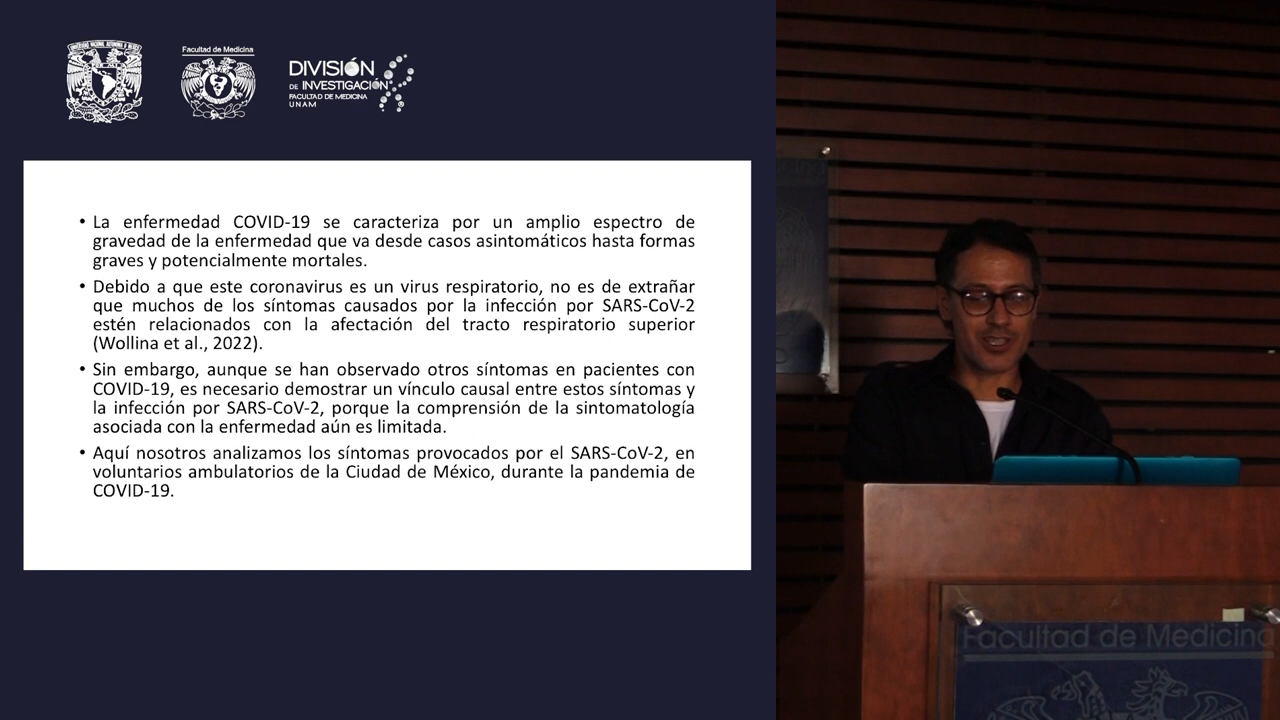 UNIVERSIDAD NACIONAL AUTONOMA DE MEXICO
Facultad de Medicina
DIVISIÓN
DE INVESTIGACIÓN
FACULTAD DE MEDICINA
UNAM
• La enfermedad COVID-19 se caracteriza por un amplio espectro de
gravedad de la enfermedad que va desde casos asintomáticos hasta formas
graves y potencialmente mortales.
• Debido a que este coronavirus es un virus respiratorio, no es de extrañar
que muchos de los síntomas causados por la infección por SARS-CoV-2
estén relacionados con la afectación del tracto respiratorio superior
(Wollina et al., 2022).
• Sin embargo, aunque se han observado otros síntomas en pacientes con
COVID-19, es necesario demostrar un vínculo causal entre estos síntomas y
la infección por SARS-CoV-2, porque la comprensión de la sintomatología
asociada con la enfermedad aún es limitada.
• Aquí nosotros analizamos los síntomas provocados por el SARS-CoV-2, en
voluntarios ambulatorios de la Ciudad de México, durante la pandemia de
COVID-19.
Facultad de Medicina